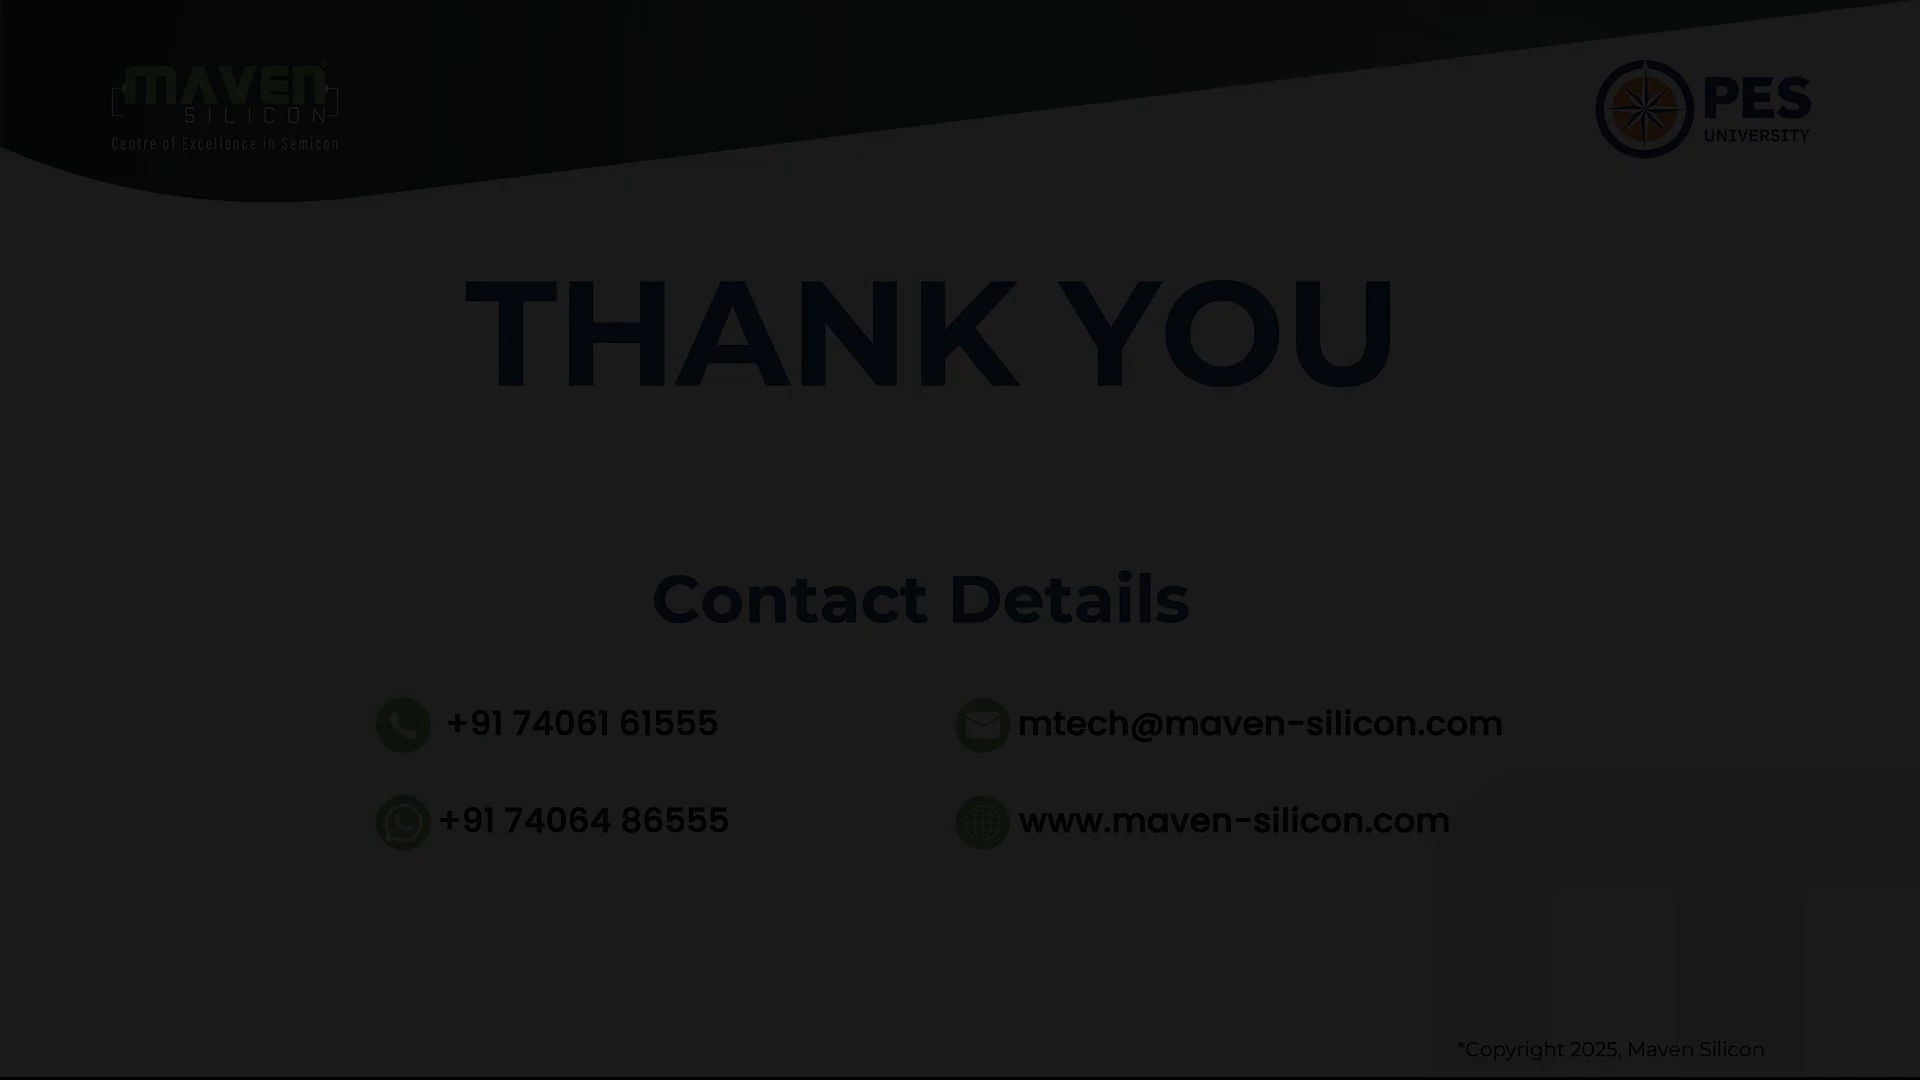 MAVEN®
SILICON
Centre of Excellence in Semicon
PES
UNIVERSITY
THANK YOU
Contact Details
+91 74061 61555
mtech@maven-silicon.com
+91 74064 86555
www.maven-silicon.com
*Copyright 2025, Maven Silicon